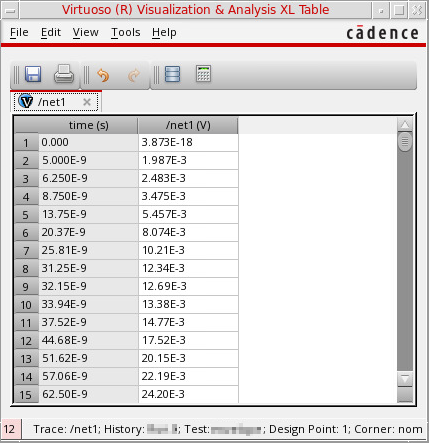 Virtuoso (R) Visualization & Analysis XL Table
File Edit View Tools Help cādence
/net1
time (s) /net1 (V)
1 0.000 3.873E-18
2 5.000E-9 1.987E-3
3 6.250E-9 2.483E-3
4 8.750E-9 3.475E-3
5 13.75E-9 5.457E-3
6 20.37E-9 8.074E-3
7 25.81E-9 10.21E-3
8 31.25E-9 12.34E-3
9 32.15E-9 12.69E-3
10 33.94E-9 13.38E-3
11 37.52E-9 14.77E-3
12 44.68E-9 17.52E-3
13 51.62E-9 20.15E-3
14 57.06E-9 22.19E-3
15 62.50E-9 24.20E-3
12 Trace: /net1; History: ; Test: ; Design Point: 1; Corner: nom